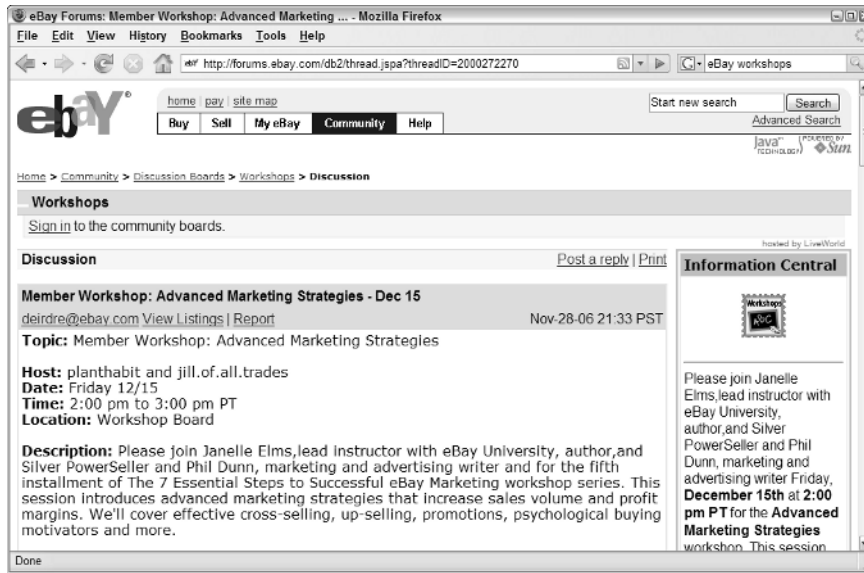 eBay Forums: Member Workshop: Advanced Marketing ... - Mozilla Firefox
File Edit View History Bookmarks Tools Help
http://forums.ebay.com/db2/thread.jspa?threadID=2000272270
eBay workshops
ebY
home | pay | site map
Start new search Search
Buy Sell My eBay Community Help
Advanced Search
Java TECHNOLOGY POWERED BY Sun
Home > Community > Discussion Boards > Workshops > Discussion
Workshops
Sign in to the community boards.
hosted by LiveWorld
Discussion Post a reply | Print
Member Workshop: Advanced Marketing Strategies - Dec 15
deirdre@ebay.com View Listings | Report Nov-28-06 21:33 PST
Topic: Member Workshop: Advanced Marketing Strategies
Host: planthabit and jill.of.all.trades
Date: Friday 12/15
Time: 2:00 pm to 3:00 pm PT
Location: Workshop Board
Description: Please join Janelle Elms,lead instructor with eBay University, author,and
Silver PowerSeller and Phil Dunn, marketing and advertising writer and for the fifth
installment of The 7 Essential Steps to Successful eBay Marketing workshop series. This
session introduces advanced marketing strategies that increase sales volume and profit
margins. We'll cover effective cross-selling, up-selling, promotions, psychological buying
motivators and more.
Information Central
Workshops
ABC
Please join Janelle
Elms,lead instructor with
eBay University,
author,and Silver
PowerSeller and Phil
Dunn, marketing and
advertising writer Friday,
December 15th at 2:00
pm PT for the Advanced
Marketing Strategies
workshop. This session
Done